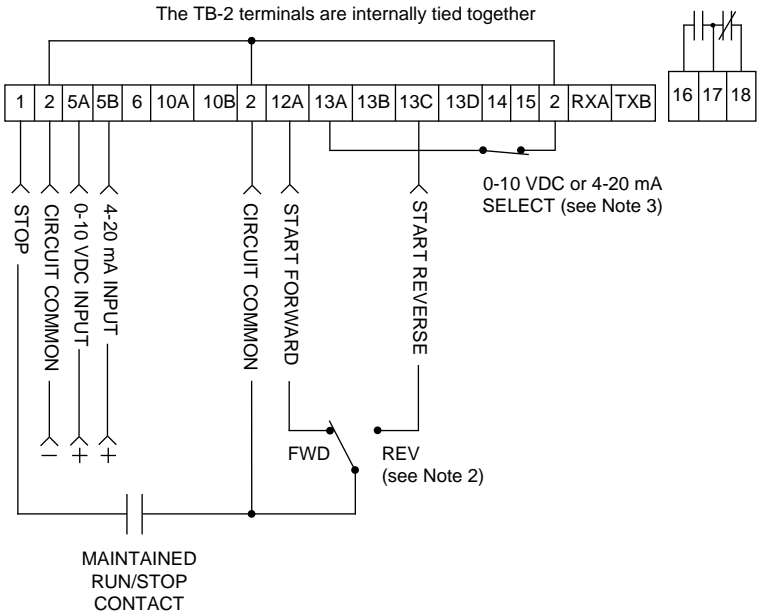 The TB-2 terminals are internally tied together
1 2 5A 5B 6 10A 10B 2 12A 13A 13B 13C 13D 14 15 2 RXA TXB
16 17 18
0-10 VDC or 4-20 mA
SELECT (see Note 3)
STOP
CIRCUIT COMMON
0-10 VDC INPUT
4-20 mA INPUT
CIRCUIT COMMON
START FORWARD
START REVERSE
– + +
FWD
REV
(see Note 2)
MAINTAINED
RUN/STOP
CONTACT